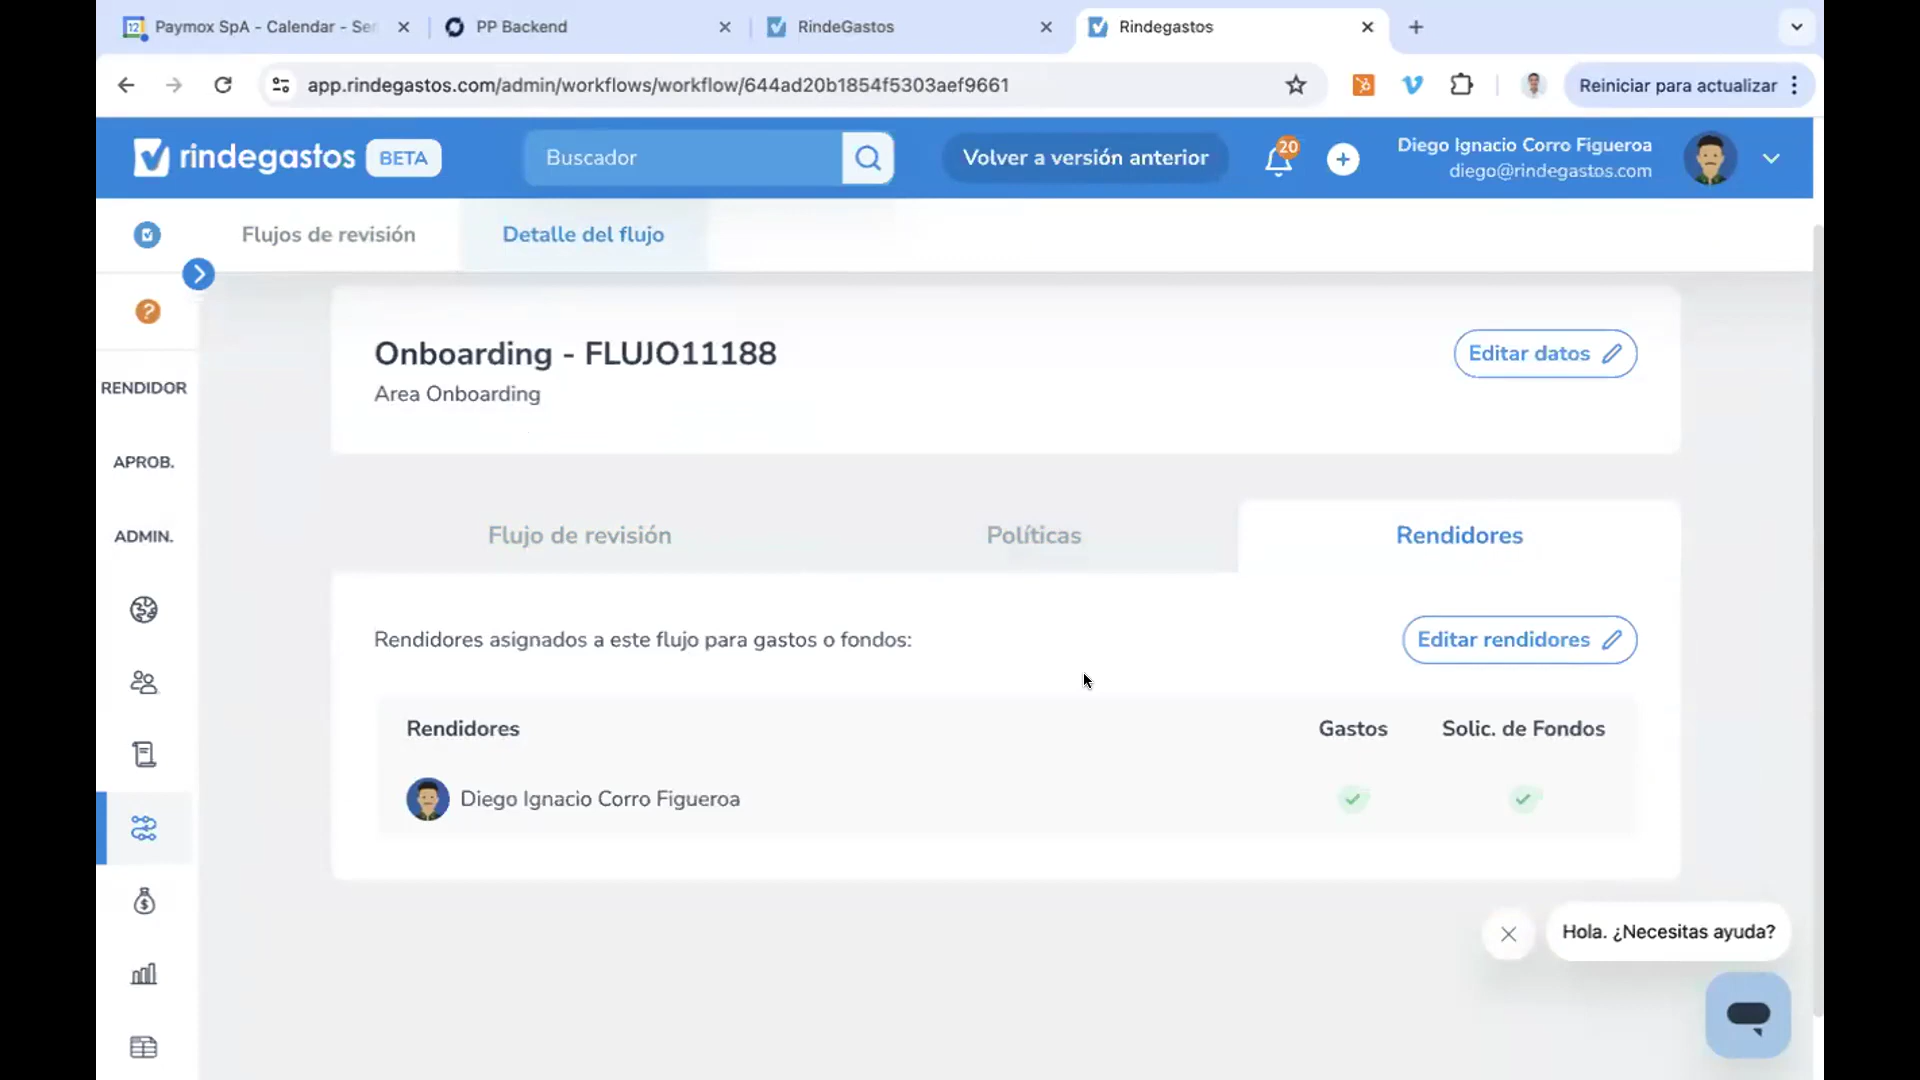 Paymox SpA - Calendar - Ser
PP Backend
RindeGastos
Rindegastos
app.rindegastos.com/admin/workflows/workflow/644ad20b1854f5303aef9661
Reiniciar para actualizar
rindegastos
BETA
Buscador
Volver a versión anterior
20
Diego Ignacio Corro Figueroa
diego@rindegastos.com
Flujos de revisión
Detalle del flujo
RENDIDOR
APROB.
ADMIN.
Onboarding - FLUJO11188
Area Onboarding
Editar datos
Flujo de revisión
Políticas
Rendidores
Rendidores asignados a este flujo para gastos o fondos:
Editar rendidores
Rendidores
Gastos
Solic. de Fondos
Diego Ignacio Corro Figueroa
Hola. ¿Necesitas ayuda?